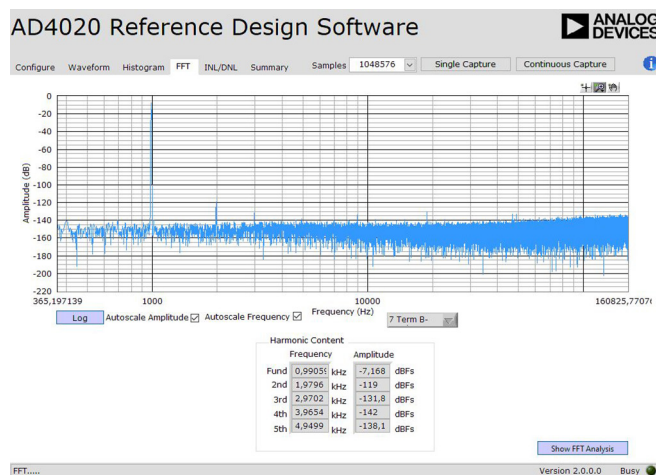 AD4020 Reference Design Software
ANALOG DEVICES
Configure Waveform Histogram FFT INL/DNL Summary Samples 1048576 Single Capture Continuous Capture
0
-20
-40
-60
-80
-100
-120
-140
-160
-180
-200
-220
Amplitude (dB)
365,197139 1000 10000 160825,7707
Log Autoscale Amplitude Autoscale Frequency Frequency (Hz) 7 Term B-
Harmonic Content
Frequency Amplitude
Fund 0,99059 kHz -7,168 dBFs
2nd 1,9796 kHz -119 dBFs
3rd 2,9702 kHz -131,8 dBFs
4th 3,9654 kHz -142 dBFs
5th 4,9499 kHz -138,1 dBFs
Show FFT Analysis
FFT..... Version 2.0.0.0 Busy